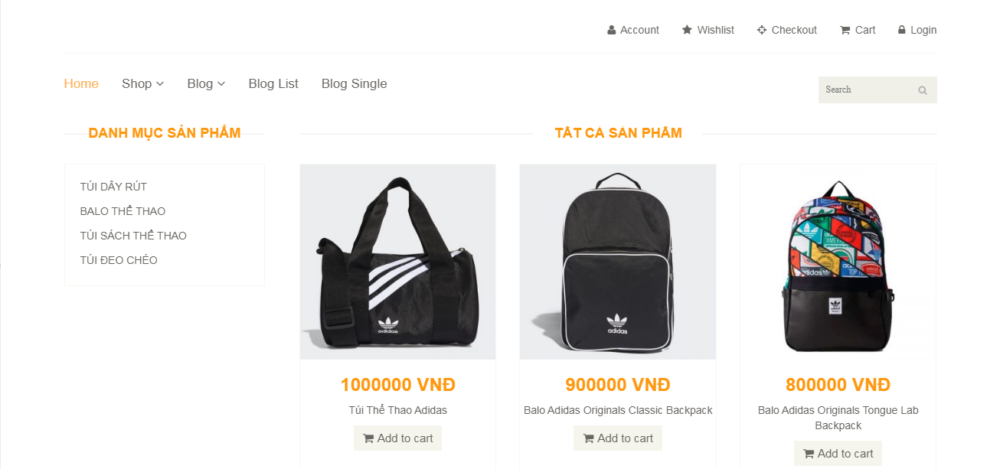 Account Wishlist Checkout Cart Login
Home Shop Blog Blog List Blog Single
Search
DANH MỤC SẢN PHẨM
TẤT CẢ SẢN PHẨM
TÚI DÂY RÚT
BALO THỂ THAO
TÚI SÁCH THỂ THAO
TÚI ĐEO CHÉO
adidas
1000000 VNĐ
Túi Thể Thao Adidas
Add to cart
adidas
900000 VNĐ
Balo Adidas Originals Classic Backpack
Add to cart
adidas
800000 VNĐ
Balo Adidas Originals Tongue Lab
Backpack
Add to cart